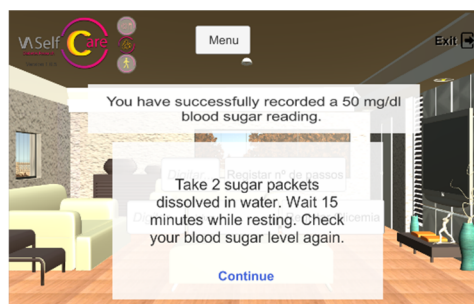 VASelf Care
Menu
Exit
You have successfully recorded a 50 mg/dl
blood sugar reading.
Registar nº de passos
Take 2 sugar packets
dissolved in water. Wait 15
minutes while resting. Check
your blood sugar level again.
Continue